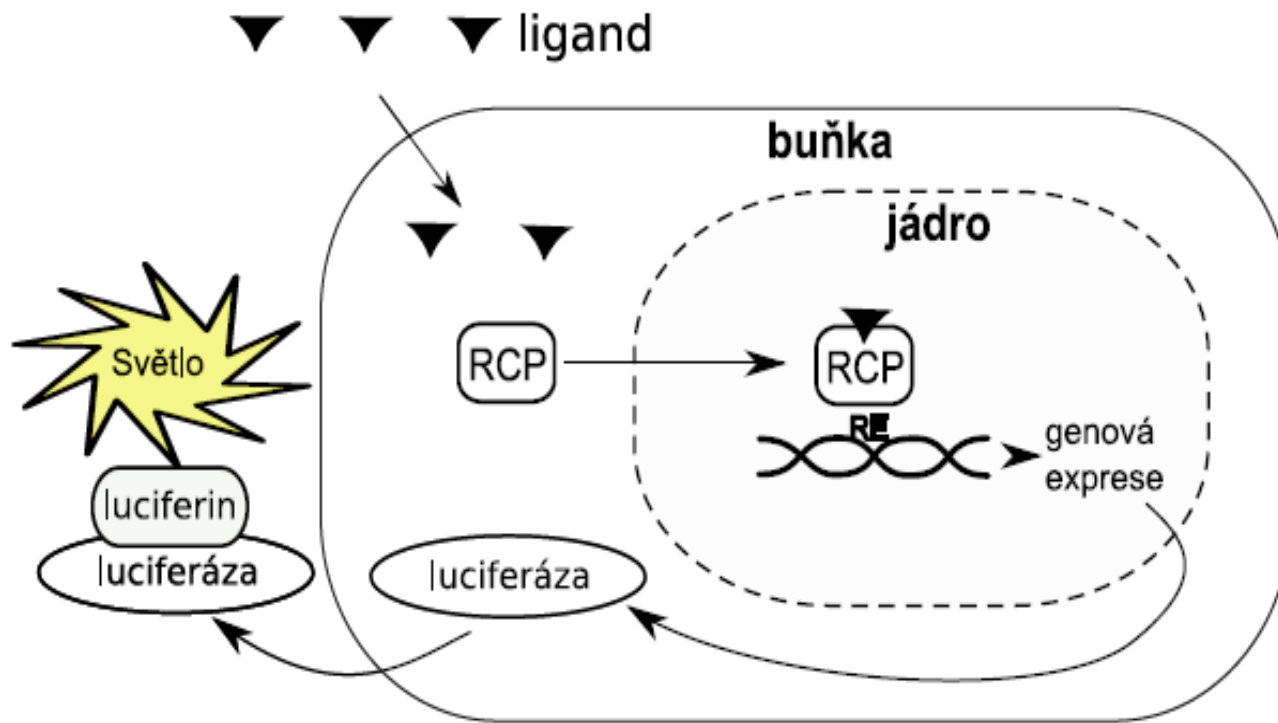 ligand
buňka
jádro
Světlo
RCP
RCP
RE
genová
exprese
luciferin
luciferáza
luciferáza